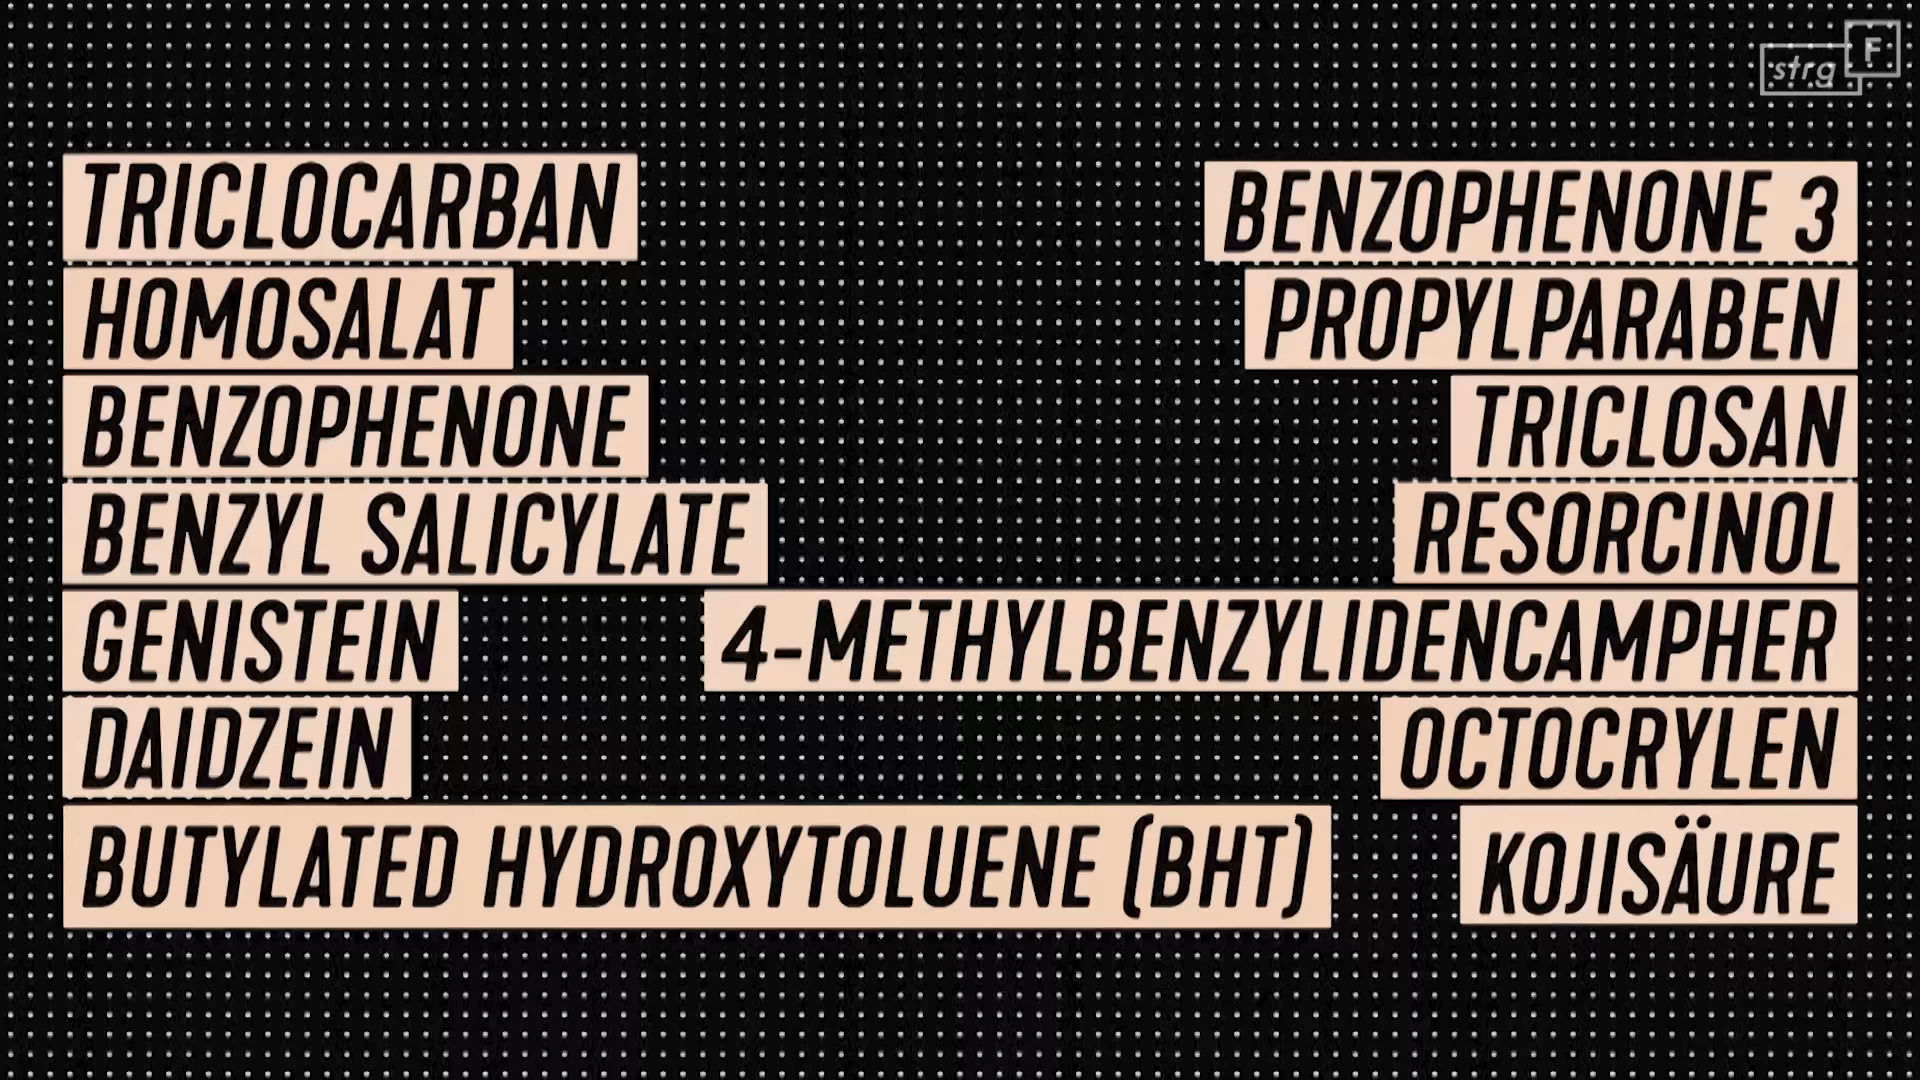 strg F
TRICLOCARBAN
HOMOSALAT
BENZOPHENONE
BENZYL SALICYLATE
GENISTEIN
DAIDZEIN
BUTYLATED HYDROXYTOLUENE (BHT)
BENZOPHENONE 3
PROPYLPARABEN
TRICLOSAN
RESORCINOL
4-METHYLBENZYLIDENCAMPHER
OCTOCRYLEN
KOJISÄURE